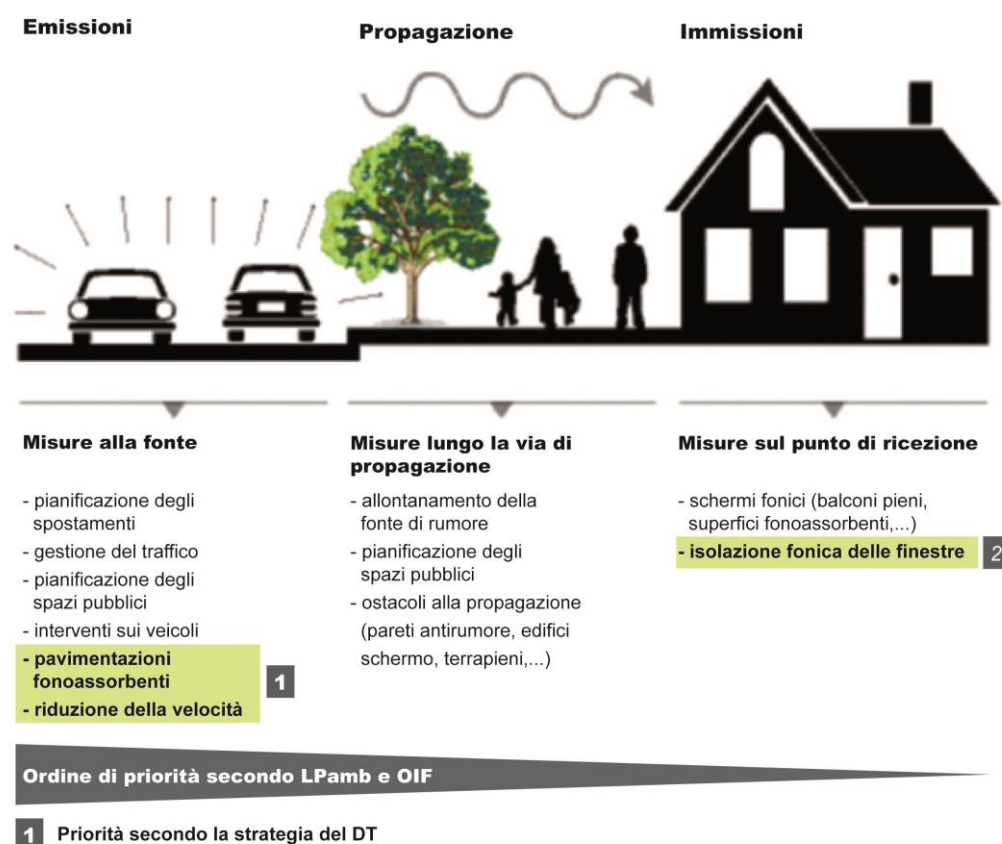 Emissioni
Propagazione
Immissioni
Misure alla fonte
- pianificazione degli
spostamenti
- gestione del traffico
- pianificazione degli
spazi pubblici
- interventi sui veicoli
- pavimentazioni
fonoassorbenti
- riduzione della velocità
1
Misure lungo la via di
propagazione
- allontanamento della
fonte di rumore
- pianificazione degli
spazi pubblici
- ostacoli alla propagazione
(pareti antirumore, edifici
schermo, terrapieni,...)
Misure sul punto di ricezione
- schermi fonici (balconi pieni,
superfici fonoassorbenti,...)
- isolazione fonica delle finestre
2
Ordine di priorità secondo LPamb e OIF
1 Priorità secondo la strategia del DT